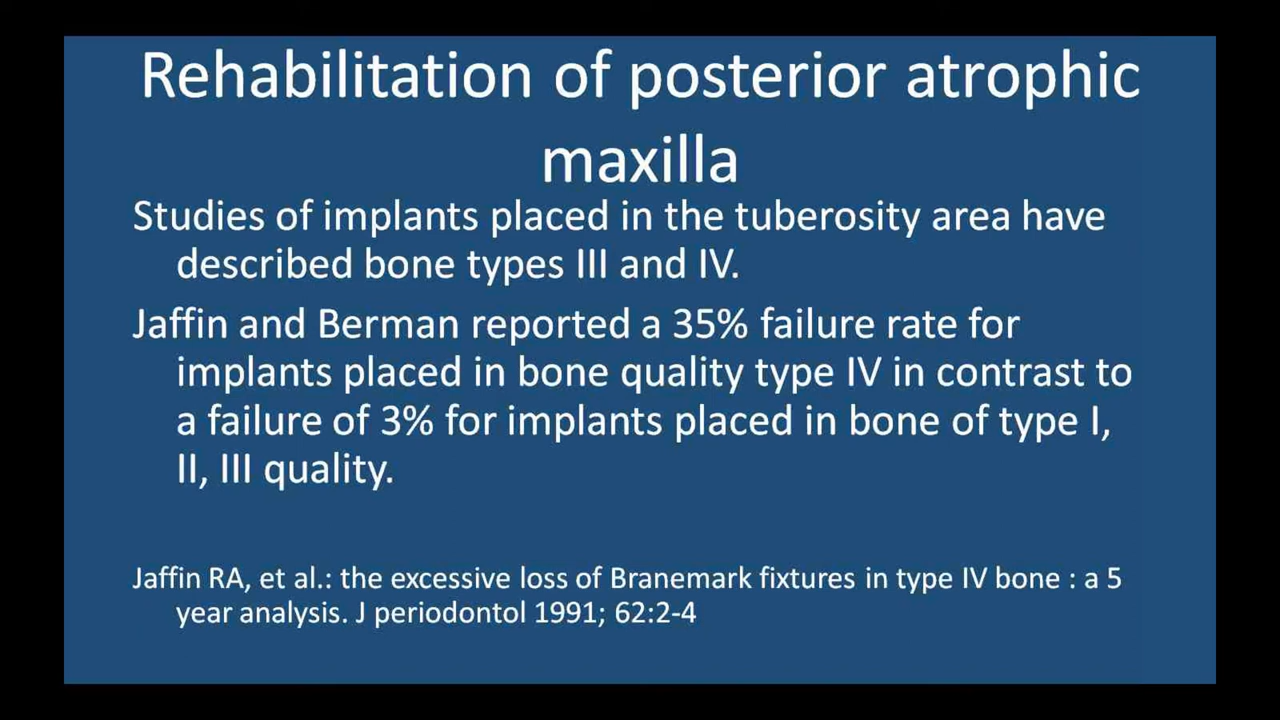 Rehabilitation of posterior atrophic
maxilla
Studies of implants placed in the tuberosity area have
described bone types III and IV.
Jaffin and Berman reported a 35% failure rate for
implants placed in bone quality type IV in contrast to
a failure of 3% for implants placed in bone of type I,
II, III quality.
Jaffin RA, et al.: the excessive loss of Branemark fixtures in type IV bone : a 5
year analysis. J periodontol 1991; 62:2-4